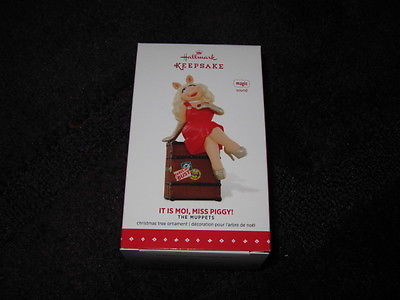 Hallmark
KEEPSAKE
magic
sound
IT IS MOI, MISS PIGGY!
THE MUPPETS
christmas tree ornament | décoration pour l'arbre de noël